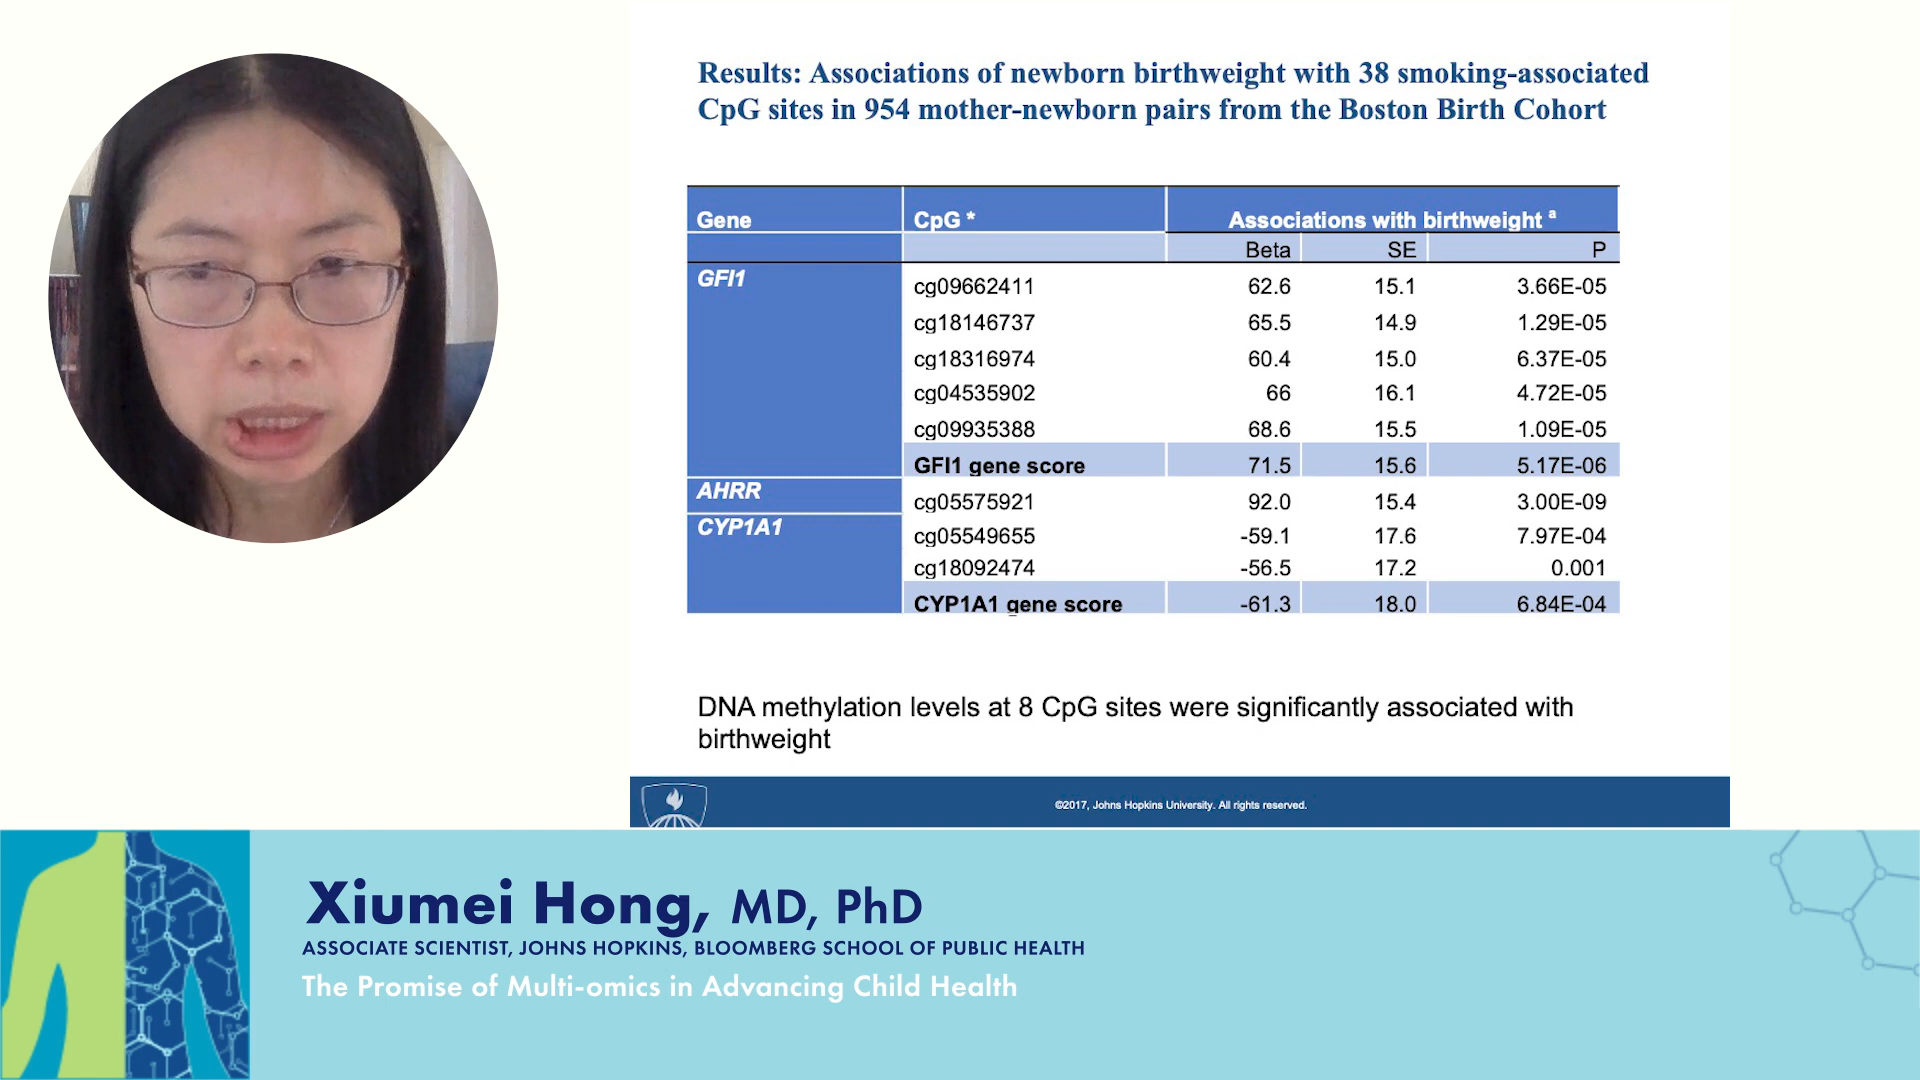 Results: Associations of newborn birthweight with 38 smoking-associated
CpG sites in 954 mother-newborn pairs from the Boston Birth Cohort
Gene CpG * Associations with birthweight a
Beta SE P
GFI1 cg09662411 62.6 15.1 3.66E-05
cg18146737 65.5 14.9 1.29E-05
cg18316974 60.4 15.0 6.37E-05
cg04535902 66 16.1 4.72E-05
cg09935388 68.6 15.5 1.09E-05
GFI1 gene score 71.5 15.6 5.17E-06
AHRR cg05575921 92.0 15.4 3.00E-09
CYP1A1 cg05549655 -59.1 17.6 7.97E-04
cg18092474 -56.5 17.2 0.001
CYP1A1 gene score -61.3 18.0 6.84E-04
DNA methylation levels at 8 CpG sites were significantly associated with
birthweight
©2017, Johns Hopkins University. All rights reserved.
Xiumei Hong, MD, PhD
ASSOCIATE SCIENTIST, JOHNS HOPKINS, BLOOMBERG SCHOOL OF PUBLIC HEALTH
The Promise of Multi-omics in Advancing Child Health